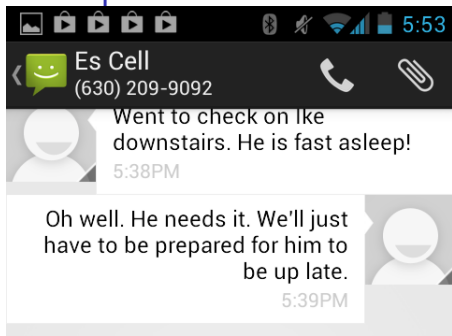 5:53
Es Cell
(630) 209-9092
Went to check on Ike
downstairs. He is fast asleep!
5:38PM
Oh well. He needs it. We'll just
have to be prepared for him to
be up late.
5:39PM